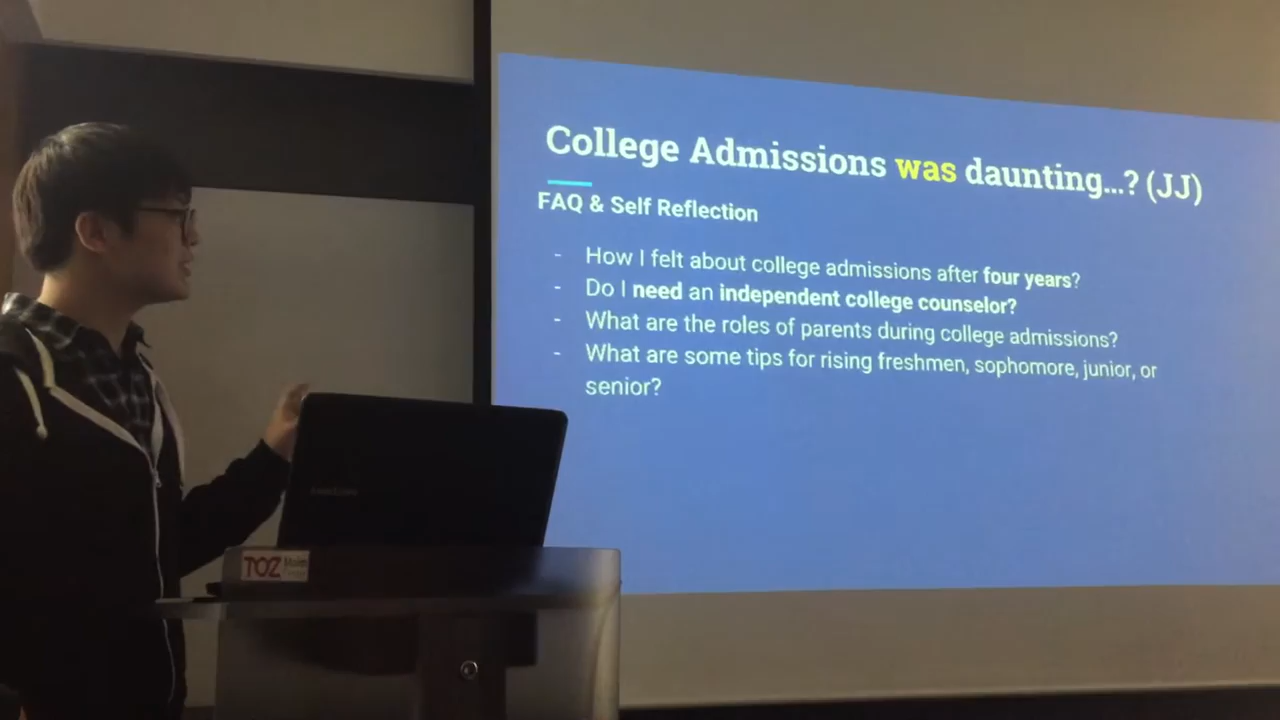 College Admissions was daunting...? (JJ)
FAQ & Self Reflection
- How I felt about college admissions after four years?
- Do I need an independent college counselor?
- What are the roles of parents during college admissions?
- What are some tips for rising freshmen, sophomore, junior, or
senior?
TOZ